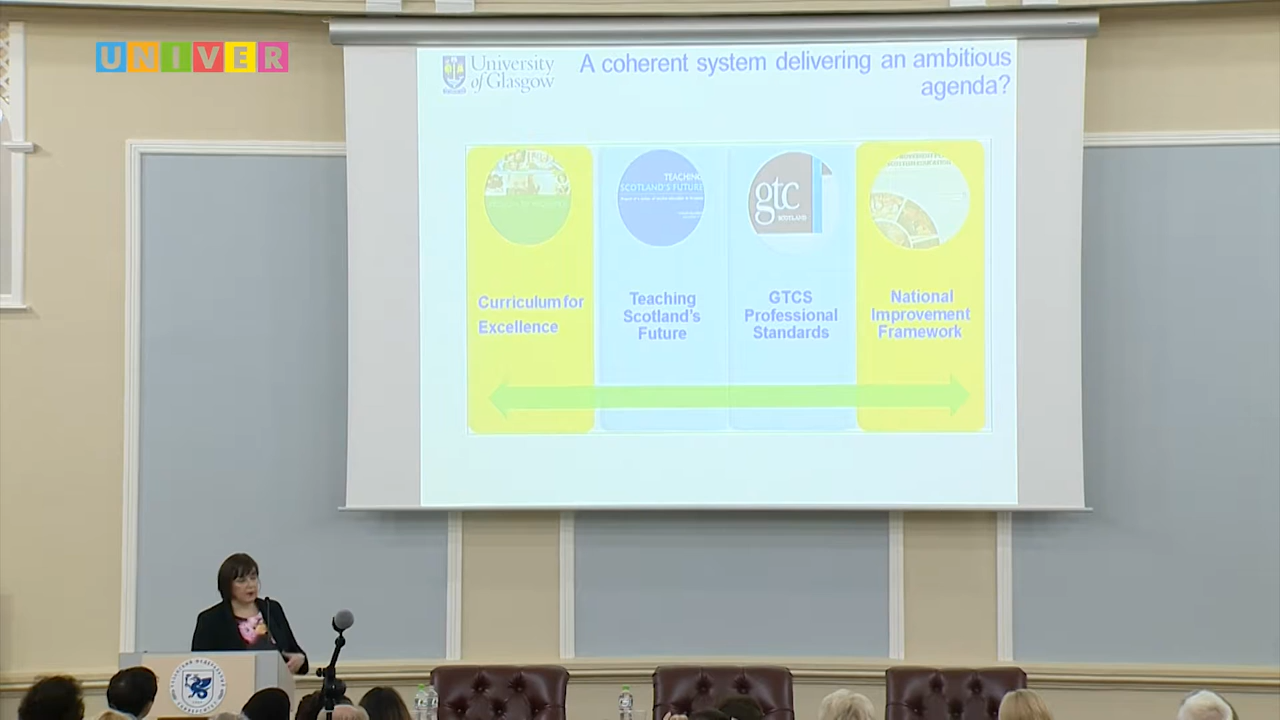 UNIVER
University
of Glasgow
A coherent system delivering an ambitious
agenda?
TEACHING
SCOTLAND'S FUTURE
gtc
SCOTLAND
Curriculum for
Excellence
Teaching
Scotland's
Future
GTCS
Professional
Standards
National
Improvement
Framework